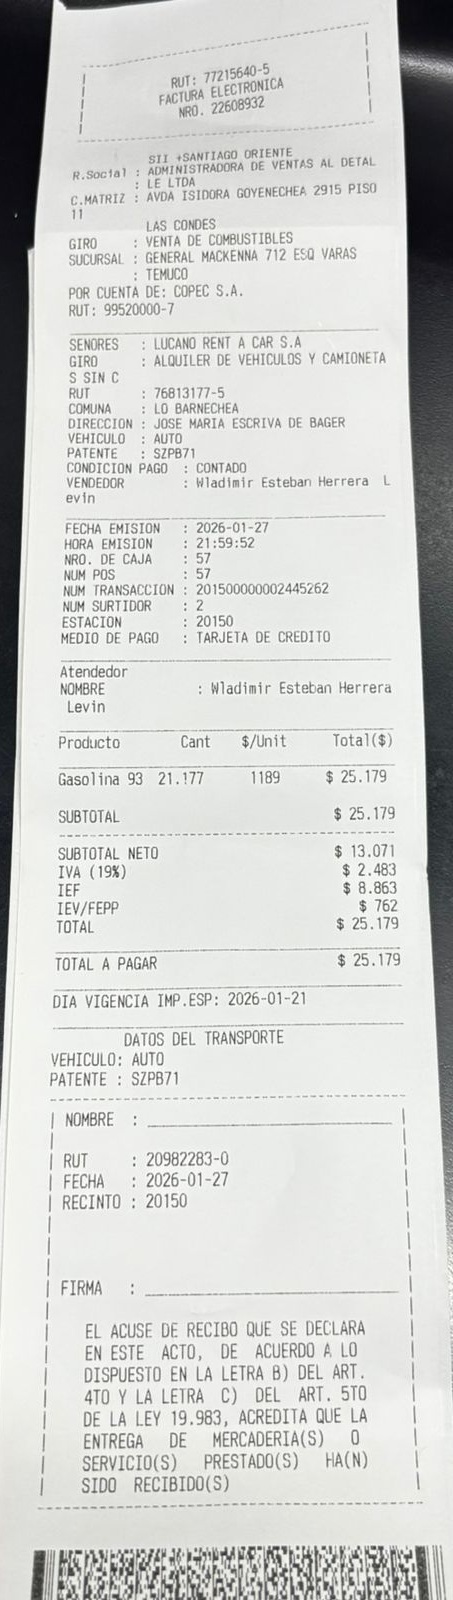 RUT: 77215640-5
FACTURA ELECTRONICA
NRO. 22608932
SII +SANTIAGO ORIENTE
R.Social : ADMINISTRADORA DE VENTAS AL DETAL
: LE LTDA
C.MATRIZ : AVDA ISIDORA GOYENECHEA 2915 PISO
11
LAS CONDES
GIRO : VENTA DE COMBUSTIBLES
SUCURSAL : GENERAL MACKENNA 712 ESQ VARAS
: TEMUCO
POR CUENTA DE: COPEC S.A.
RUT: 99520000-7
SENORES : LUCANO RENT A CAR S.A
GIRO : ALQUILER DE VEHICULOS Y CAMIONETA
S SIN C
RUT : 76813177-5
COMUNA : LO BARNECHEA
DIRECCION : JOSE MARIA ESCRIVA DE BAGER
VEHICULO : AUTO
PATENTE : SZPB71
CONDICION PAGO : CONTADO
VENDEDOR : Wladimir Esteban Herrera L
evin
FECHA EMISION : 2026-01-27
HORA EMISION : 21:59:52
NRO. DE CAJA : 57
NUM POS : 57
NUM TRANSACCION : 201500000002445262
NUM SURTIDOR : 2
ESTACION : 20150
MEDIO DE PAGO : TARJETA DE CREDITO
Atendedor
NOMBRE : Wladimir Esteban Herrera
Levin
Producto Cant $/Unit Total($)
Gasolina 93 21.177 1189 $ 25.179
SUBTOTAL $ 25.179
SUBTOTAL NETO $ 13.071
IVA (19%) $ 2.483
IEF $ 8.863
IEV/FEPP $ 762
TOTAL $ 25.179
TOTAL A PAGAR $ 25.179
DIA VIGENCIA IMP.ESP: 2026-01-21
DATOS DEL TRANSPORTE
VEHICULO: AUTO
PATENTE : SZPB71
NOMBRE :
RUT : 20982283-0
FECHA : 2026-01-27
RECINTO : 20150
FIRMA :
EL ACUSE DE RECIBO QUE SE DECLARA
EN ESTE ACTO, DE ACUERDO A LO
DISPUESTO EN LA LETRA B) DEL ART.
4TO Y LA LETRA C) DEL ART. 5TO
DE LA LEY 19.983, ACREDITA QUE LA
ENTREGA DE MERCADERIA(S) O
SERVICIO(S) PRESTADO(S) HA(N)
SIDO RECIBIDO(S)